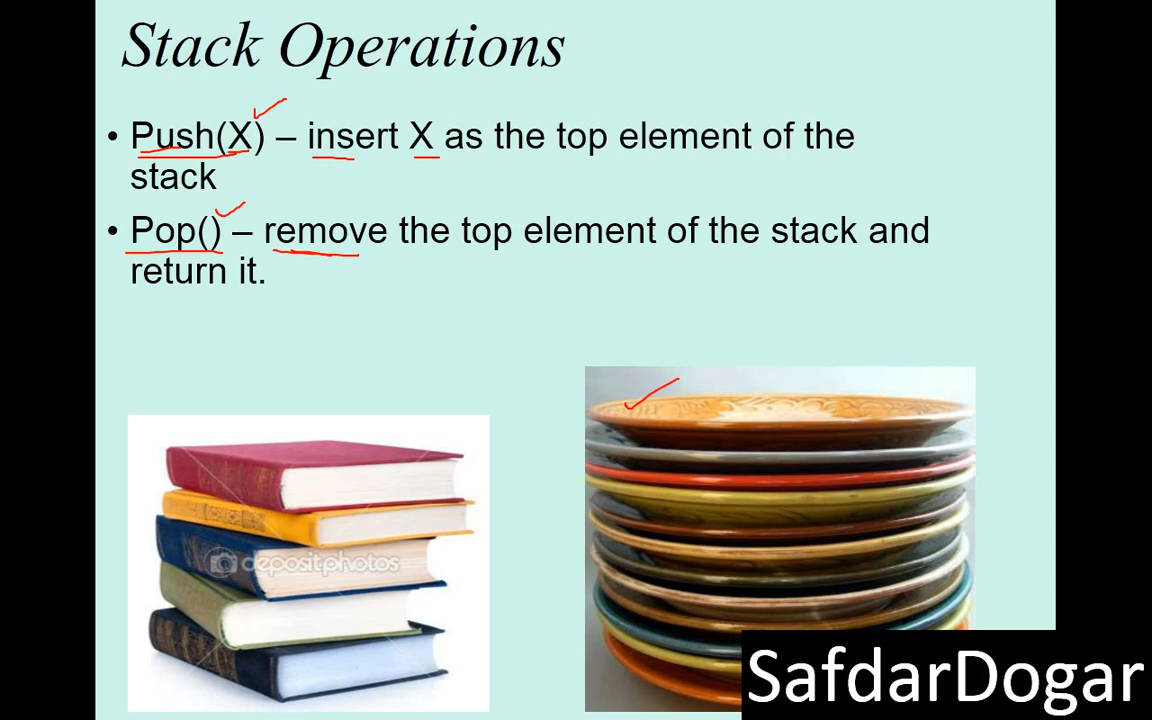 Stack Operations
• Push(X) – insert X as the top element of the
stack
• Pop() – remove the top element of the stack and
return it.
depositphotos
SafdarDogar